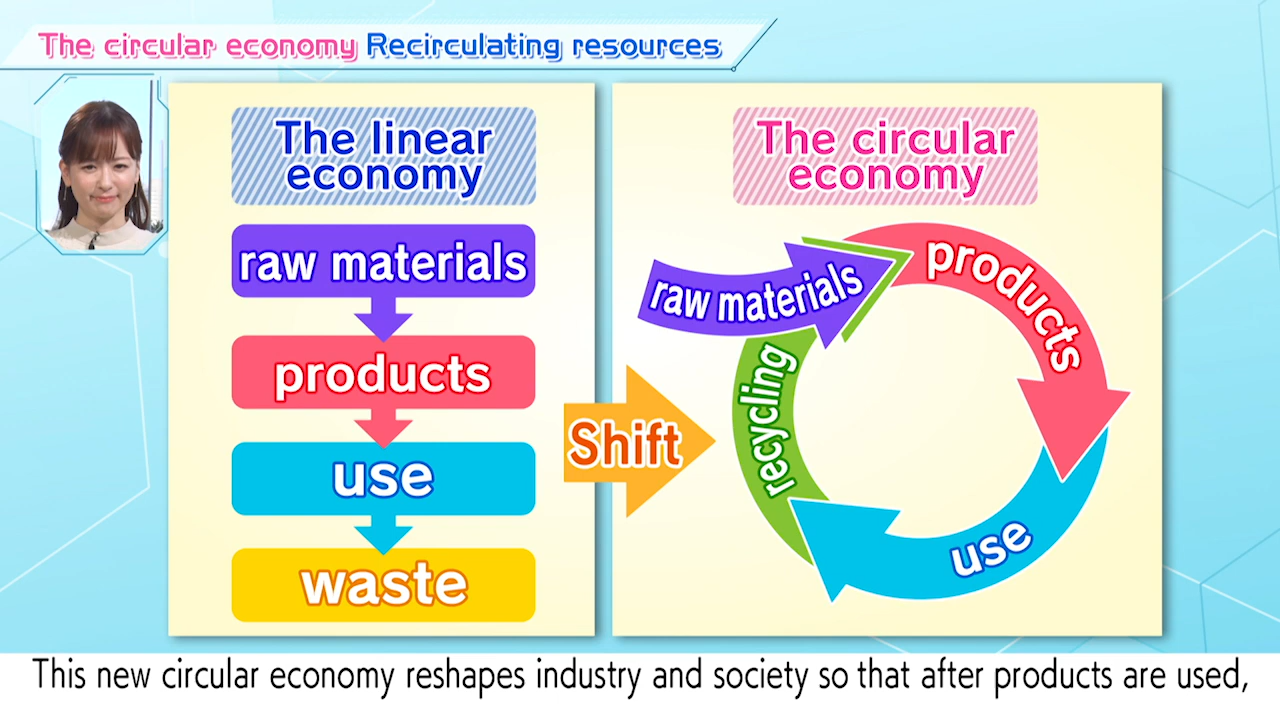 The circular economy Recirculating resources
The linear
economy
raw materials
products
use
waste
Shift
The circular
economy
raw materials
products
use
recycling
This new circular economy reshapes industry and society so that after products are used,